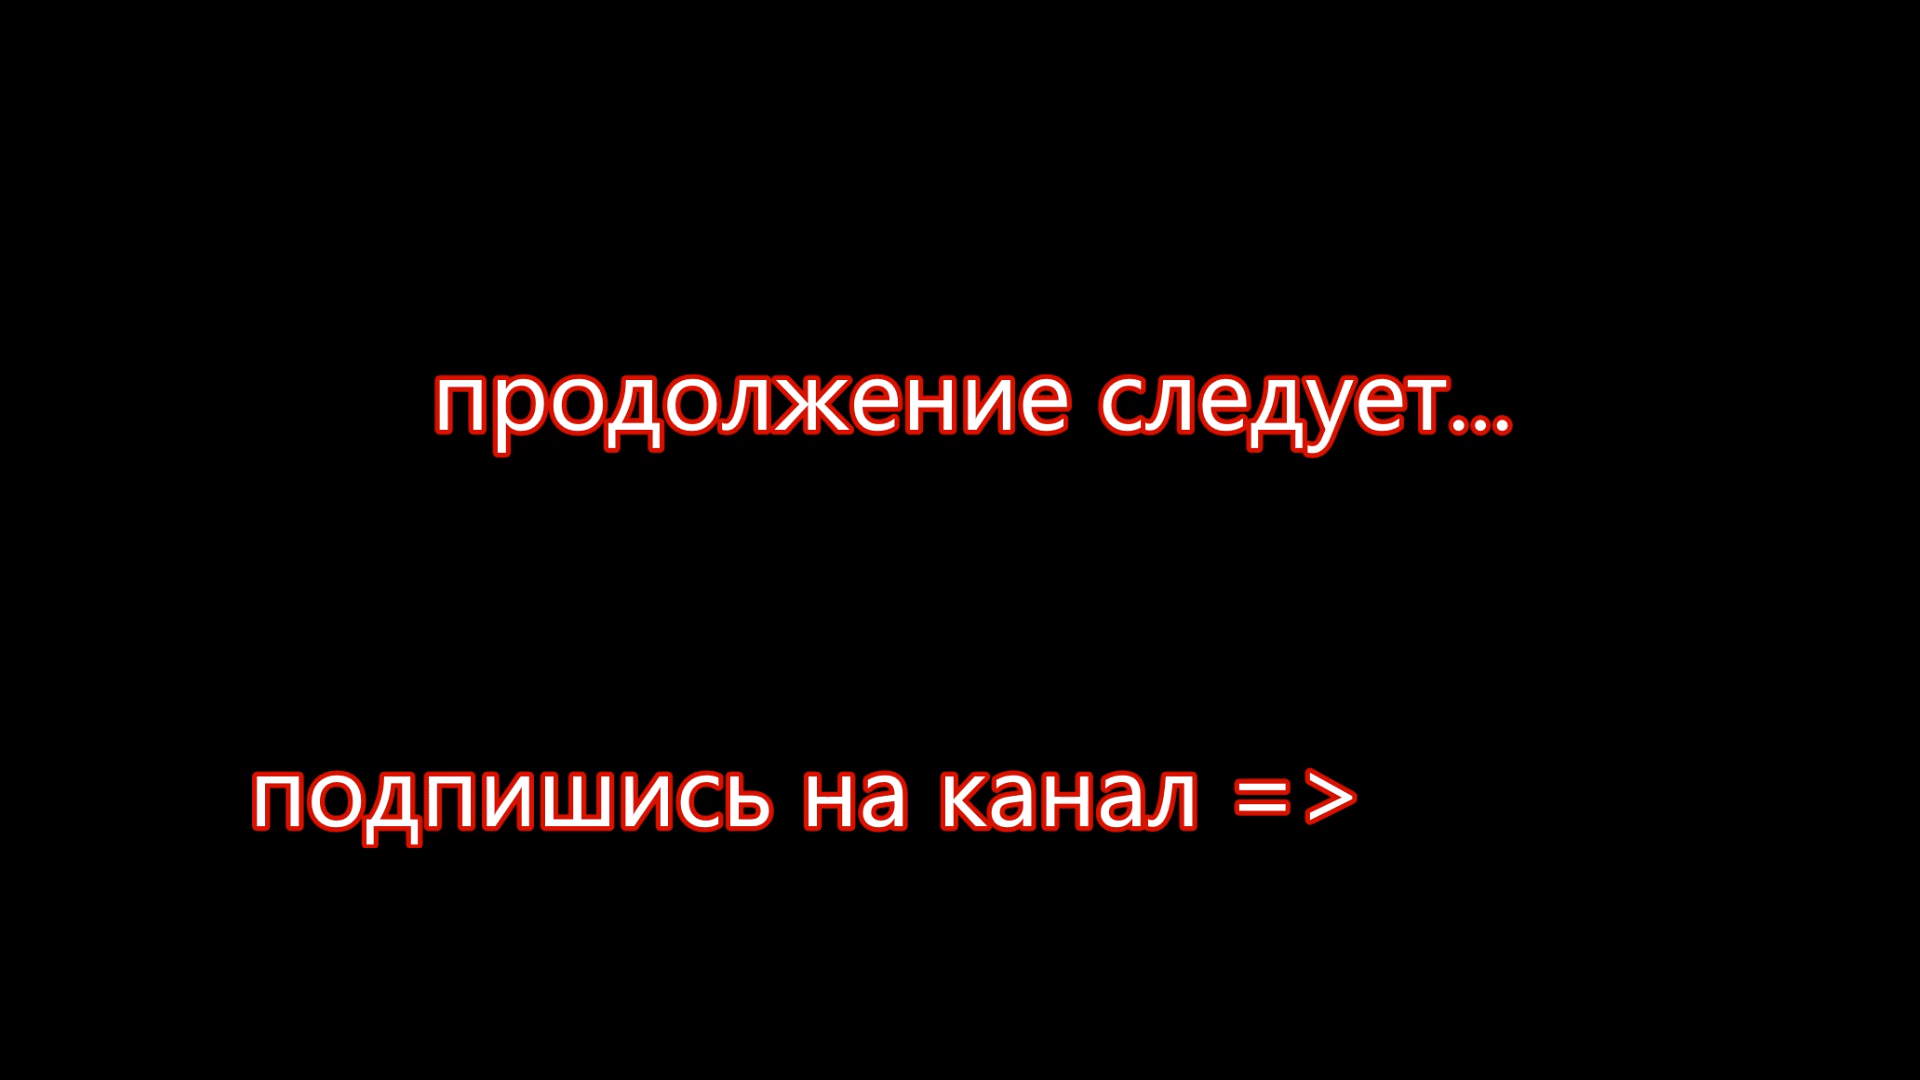 продолжение следует...
подпишись на канал =>